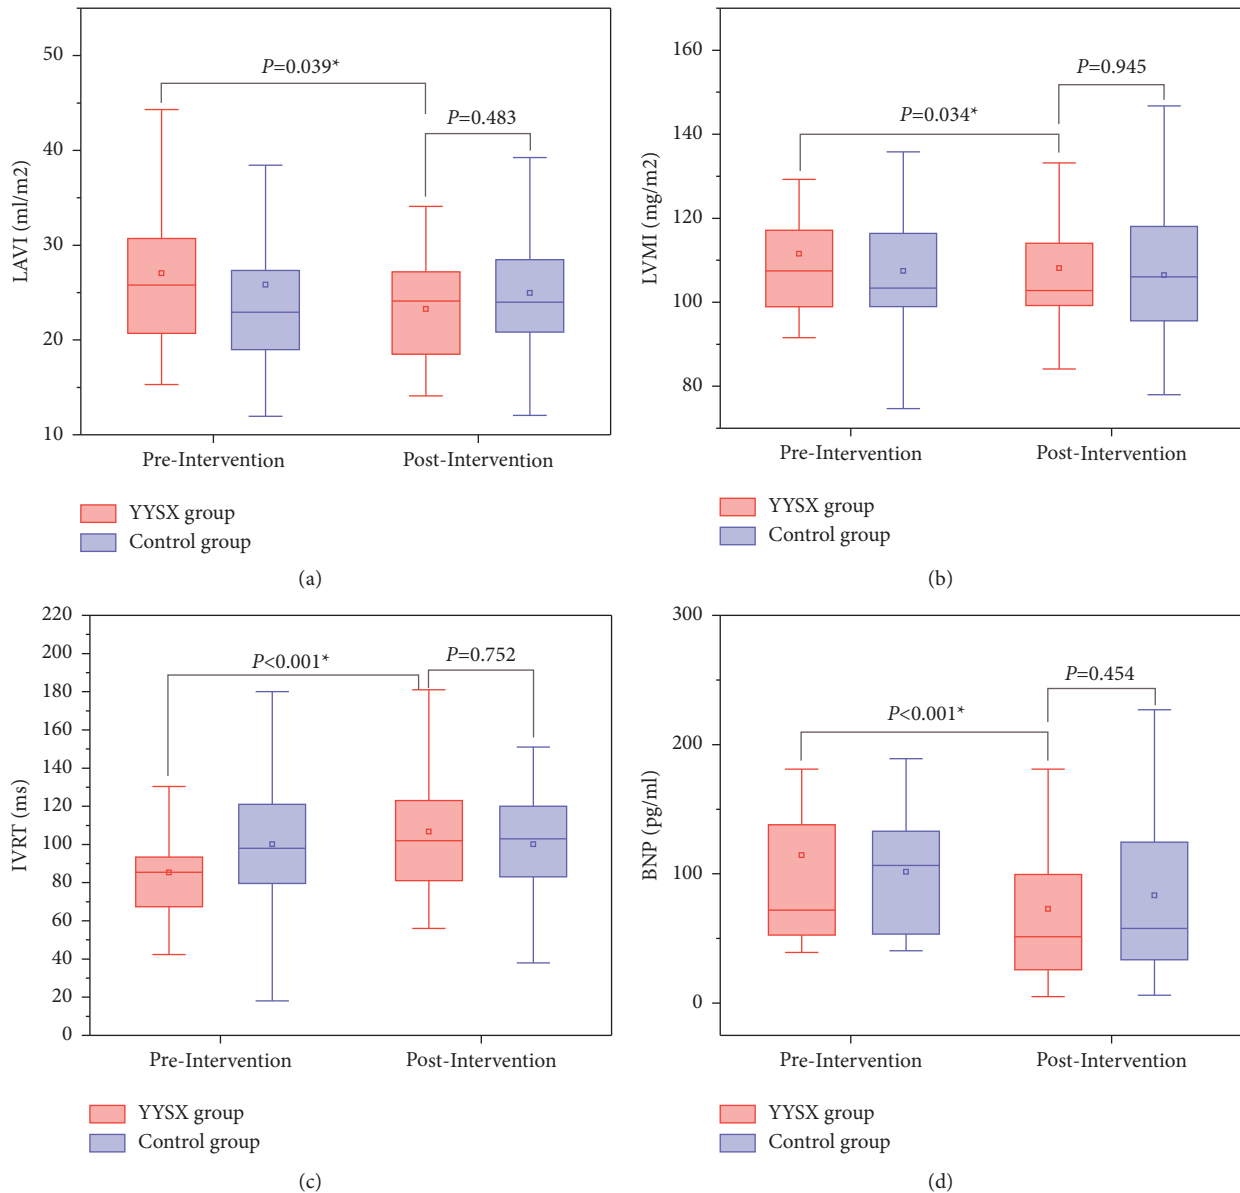 LAVI (ml/m2)
50
40
30
20
10
P=0.039*
P=0.483
Pre-Intervention
Post-Intervention
YYSX group
Control group
(a)
LVMI (mg/m2)
160
140
120
100
80
P=0.034*
P=0.945
Pre-Intervention
Post-Intervention
YYSX group
Control group
(b)
IVRT (ms)
220
200
180
160
140
120
100
80
60
40
20
0
P<0.001*
P=0.752
Pre-Intervention
Post-Intervention
YYSX group
Control group
(c)
BNP (pg/ml)
300
200
100
0
P<0.001*
P=0.454
Pre-Intervention
Post-Intervention
YYSX group
Control group
(d)